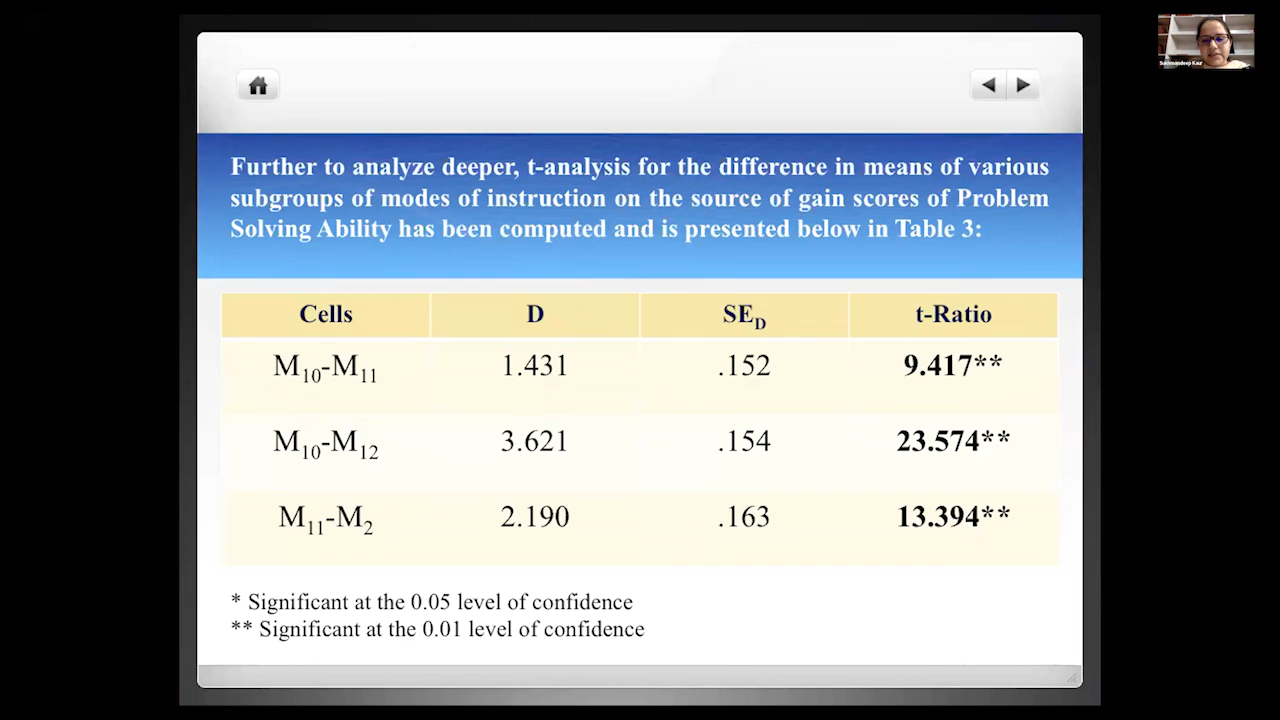 Sukhmandeep Kaur
Further to analyze deeper, t-analysis for the difference in means of various
subgroups of modes of instruction on the source of gain scores of Problem
Solving Ability has been computed and is presented below in Table 3:
Cells D SE_D t-Ratio
M₁₀-M₁₁ 1.431 .152 9.417**
M₁₀-M₁₂ 3.621 .154 23.574**
M₁₁-M₂ 2.190 .163 13.394**
* Significant at the 0.05 level of confidence
** Significant at the 0.01 level of confidence